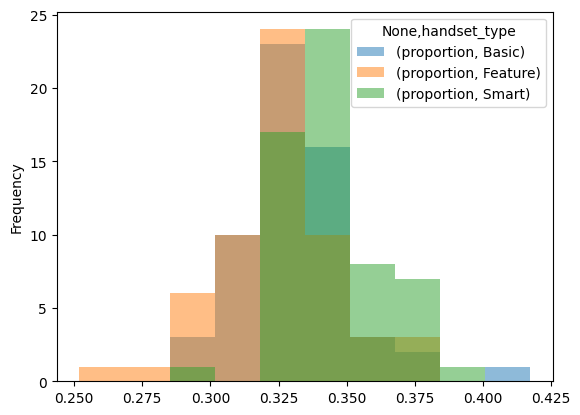 25
20
15
10
5
0
Frequency
None,handset_type
(proportion, Basic)
(proportion, Feature)
(proportion, Smart)
0.250 0.275 0.300 0.325 0.350 0.375 0.400 0.425